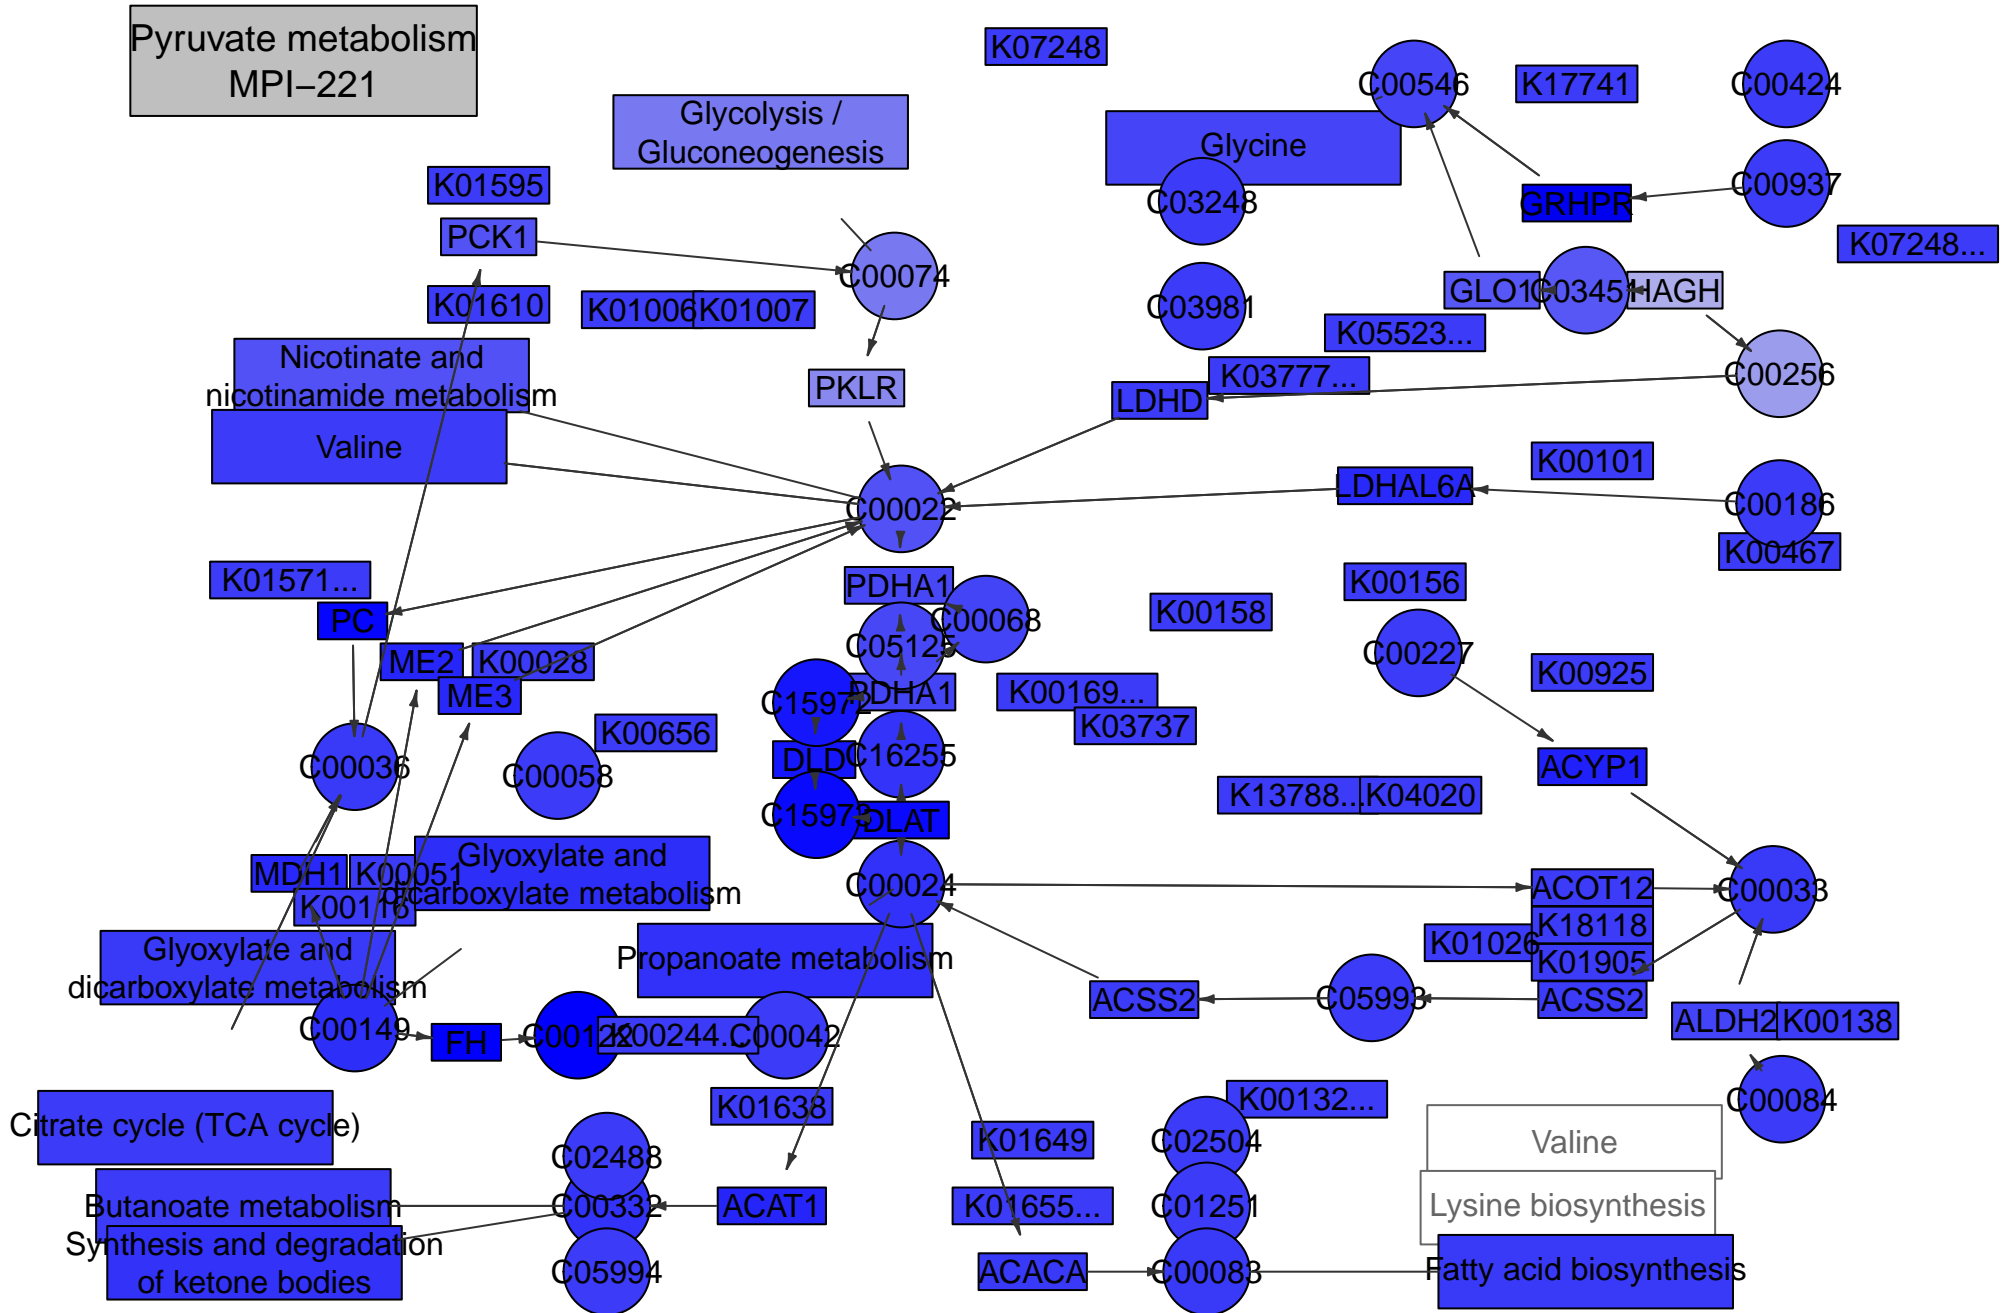 Pyruvate metabolism
MPI−221
K07248
C00546
K17741
C00424
Glycolysis /
Gluconeogenesis
Glycine
K01595
C03248
GRHPR
C00937
PCK1
K07248...
C00074
GLO1
C03451
HAGH
K01610
K01006
K01007
C03981
K05523...
Nicotinate and
nicotinamide metabolism
PKLR
K03777...
C00256
LDHD
Valine
K00101
LDHAL6A
C00186
C00022
K00467
K01571...
PDHA1
K00156
PC
C00068
K00158
C05125
C00227
ME2
K00028
K00925
ME3
C15972
PDHA1
K00169...
K03737
K00656
C00036
C00058
DLD
C16255
ACYP1
K13788...
K04020
C15973
DLAT
MDH1
K00051
Glyoxylate and
dicarboxylate metabolism
C00024
ACOT12
C00033
K00116
K18118
Glyoxylate and
dicarboxylate metabolism
Propanoate metabolism
K01026
K01905
ACSS2
C05993
ACSS2
C00149
FH
C00122
K00244...
C00042
ALDH2
K00138
K01638
K00132...
C00084
Citrate cycle (TCA cycle)
C02488
K01649
C02504
Valine
Butanoate metabolism
C00332
ACAT1
K01655...
C01251
Lysine biosynthesis
Synthesis and degradation
of ketone bodies
C05994
ACACA
C00083
Fatty acid biosynthesis